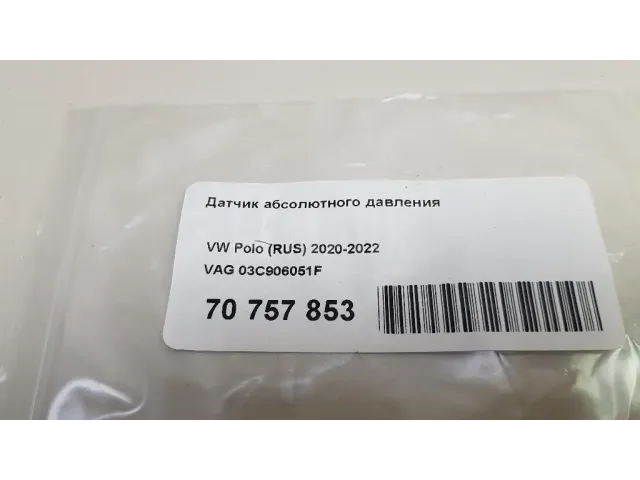 Датчик абсолютного давления
VW Polo (RUS) 2020-2022
VAG 03C906051F
70 757 853